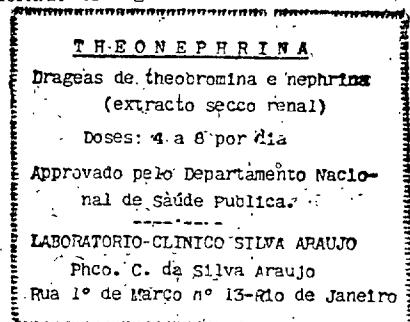 THEONEPHRINA
Drageas de theobromina e nephrina
(extracto secco renal)
Doses: 4 a 8 por dia
Approvado pelo Departamento Nacio-
nal de Saùde Publica.
LABORATORIO-CLINICO SILVA ARAUJO
Phco. C. da Silva Araujo
Rua 1º de Março nº 13-Rio de Janeiro